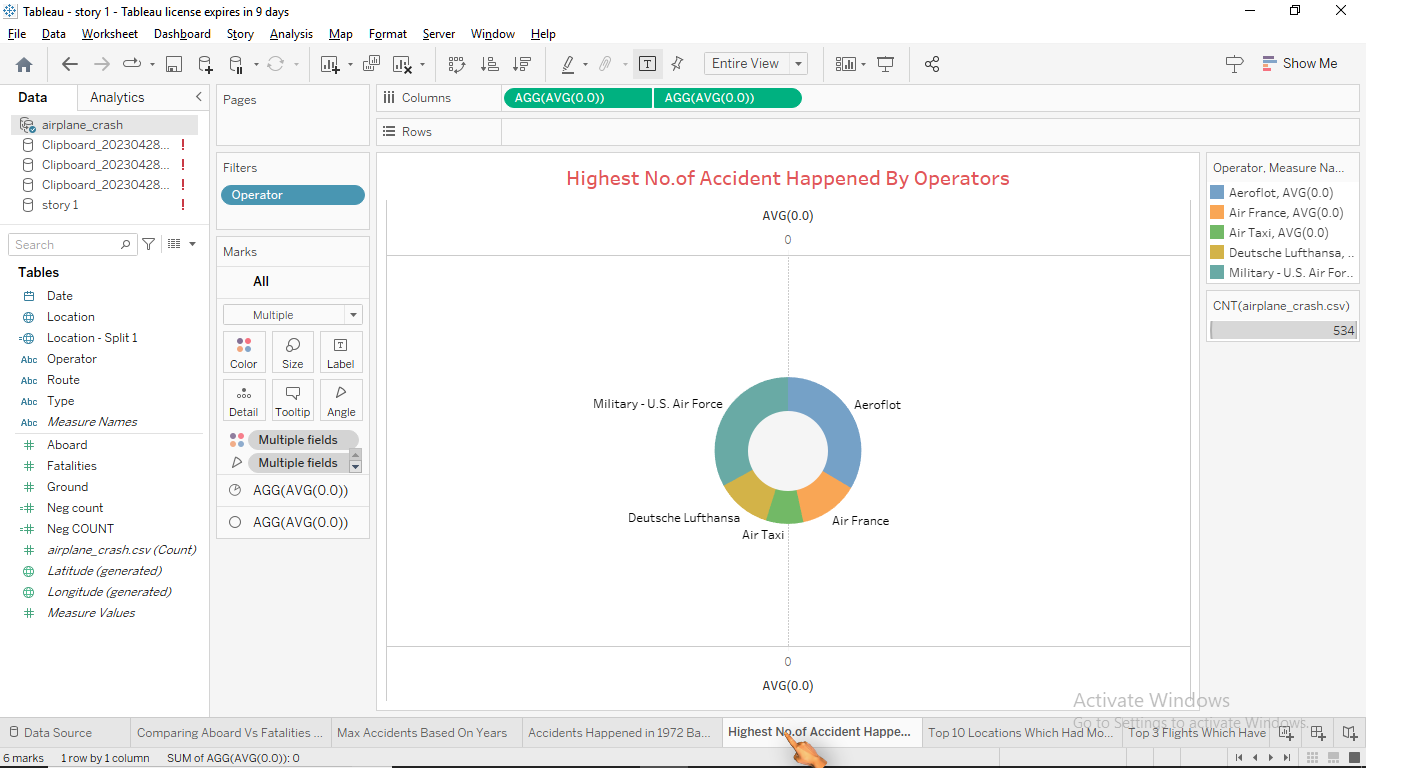 Tableau - story 1 - Tableau license expires in 9 days
File Data Worksheet Dashboard Story Analysis Map Format Server Window Help
Entire View
Show Me
Data Analytics
airplane_crash
Clipboard_20230428...
Clipboard_20230428...
Clipboard_20230428...
story 1
Search
Tables
Date
Location
Location - Split 1
Abc Operator
Abc Route
Abc Type
Abc Measure Names
Aboard
Fatalities
Ground
Neg count
Neg COUNT
airplane_crash.csv (Count)
Latitude (generated)
Longitude (generated)
Measure Values
Pages
Filters
Operator
Marks
All
Multiple
Color Size Label
Detail Tooltip Angle
Multiple fields
Multiple fields
AGG(AVG(0.0))
AGG(AVG(0.0))
Columns AGG(AVG(0.0)) AGG(AVG(0.0))
Rows
Highest No.of Accident Happened By Operators
AVG(0.0)
0
Military - U.S. Air Force
Aeroflot
Deutsche Lufthansa
Air France
Air Taxi
0
AVG(0.0)
Operator, Measure Na...
Aeroflot, AVG(0.0)
Air France, AVG(0.0)
Air Taxi, AVG(0.0)
Deutsche Lufthansa, ..
Military - U.S. Air For..
CNT(airplane_crash.csv)
534
Activate Windows
Go to Settings to activate Windows.
Data Source Comparing Aboard Vs Fatalities ... Max Accidents Based On Years Accidents Happened in 1972 Ba... Highest No.of Accident Happe... Top 10 Locations Which Had Mo... Top 3 Flights Which Have
6 marks 1 row by 1 column SUM of AGG(AVG(0.0)): 0